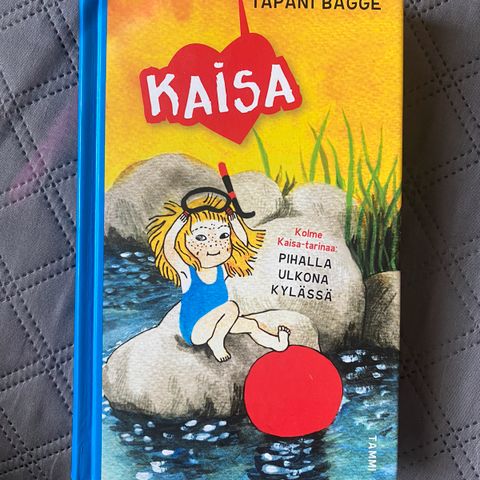 TAPANI BAGGE
KAiSA
Kolme
Kaisa-tarinaa:
PIHALLA
ULKONA
KYLÄSSÄ
TAMMI